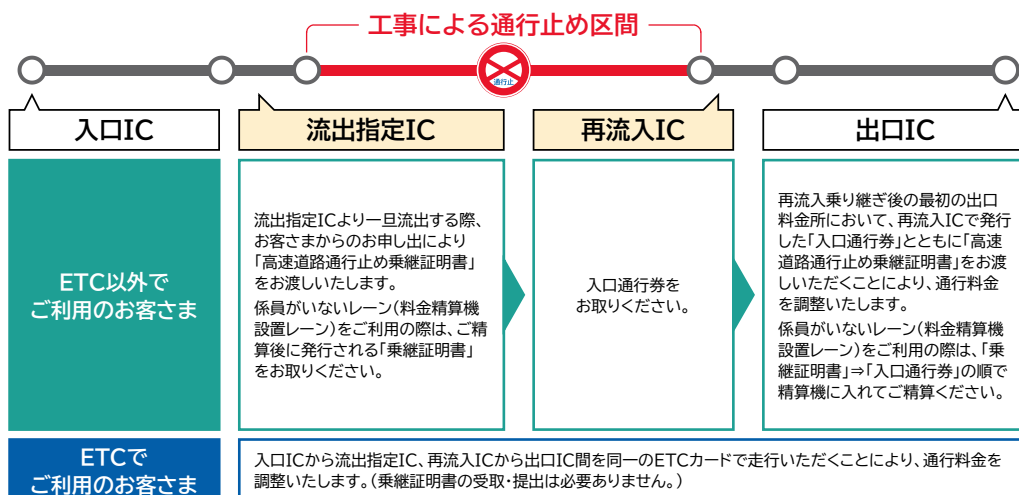 工事による通行止め区間
通行止
入口IC
流出指定IC
再流入IC
出口IC
ETC以外で
ご利用のお客さま
流出指定ICより一旦流出する際、
お客さまからのお申し出により
「高速道路通行止め乗継証明書」
をお渡しいたします。
係員がいないレーン(料金精算機
設置レーン)をご利用の際は、ご精
算後に発行される「乗継証明書」
をお取りください。
入口通行券を
お取りください。
再流入乗り継ぎ後の最初の出口
料金所において、再流入ICで発行
した「入口通行券」とともに「高速
道路通行止め乗継証明書」をお渡
しいただくことにより、通行料金
を調整いたします。
係員がいないレーン(料金精算機
設置レーン)をご利用の際は、「乗
継証明書」⇒「入口通行券」の順で
精算機に入れてご精算ください。
ETCで
ご利用のお客さま
入口ICから流出指定IC、再流入ICから出口IC間を同一のETCカードで走行いただくことにより、通行料金を
調整いたします。(乗継証明書の受取・提出は必要ありません。)